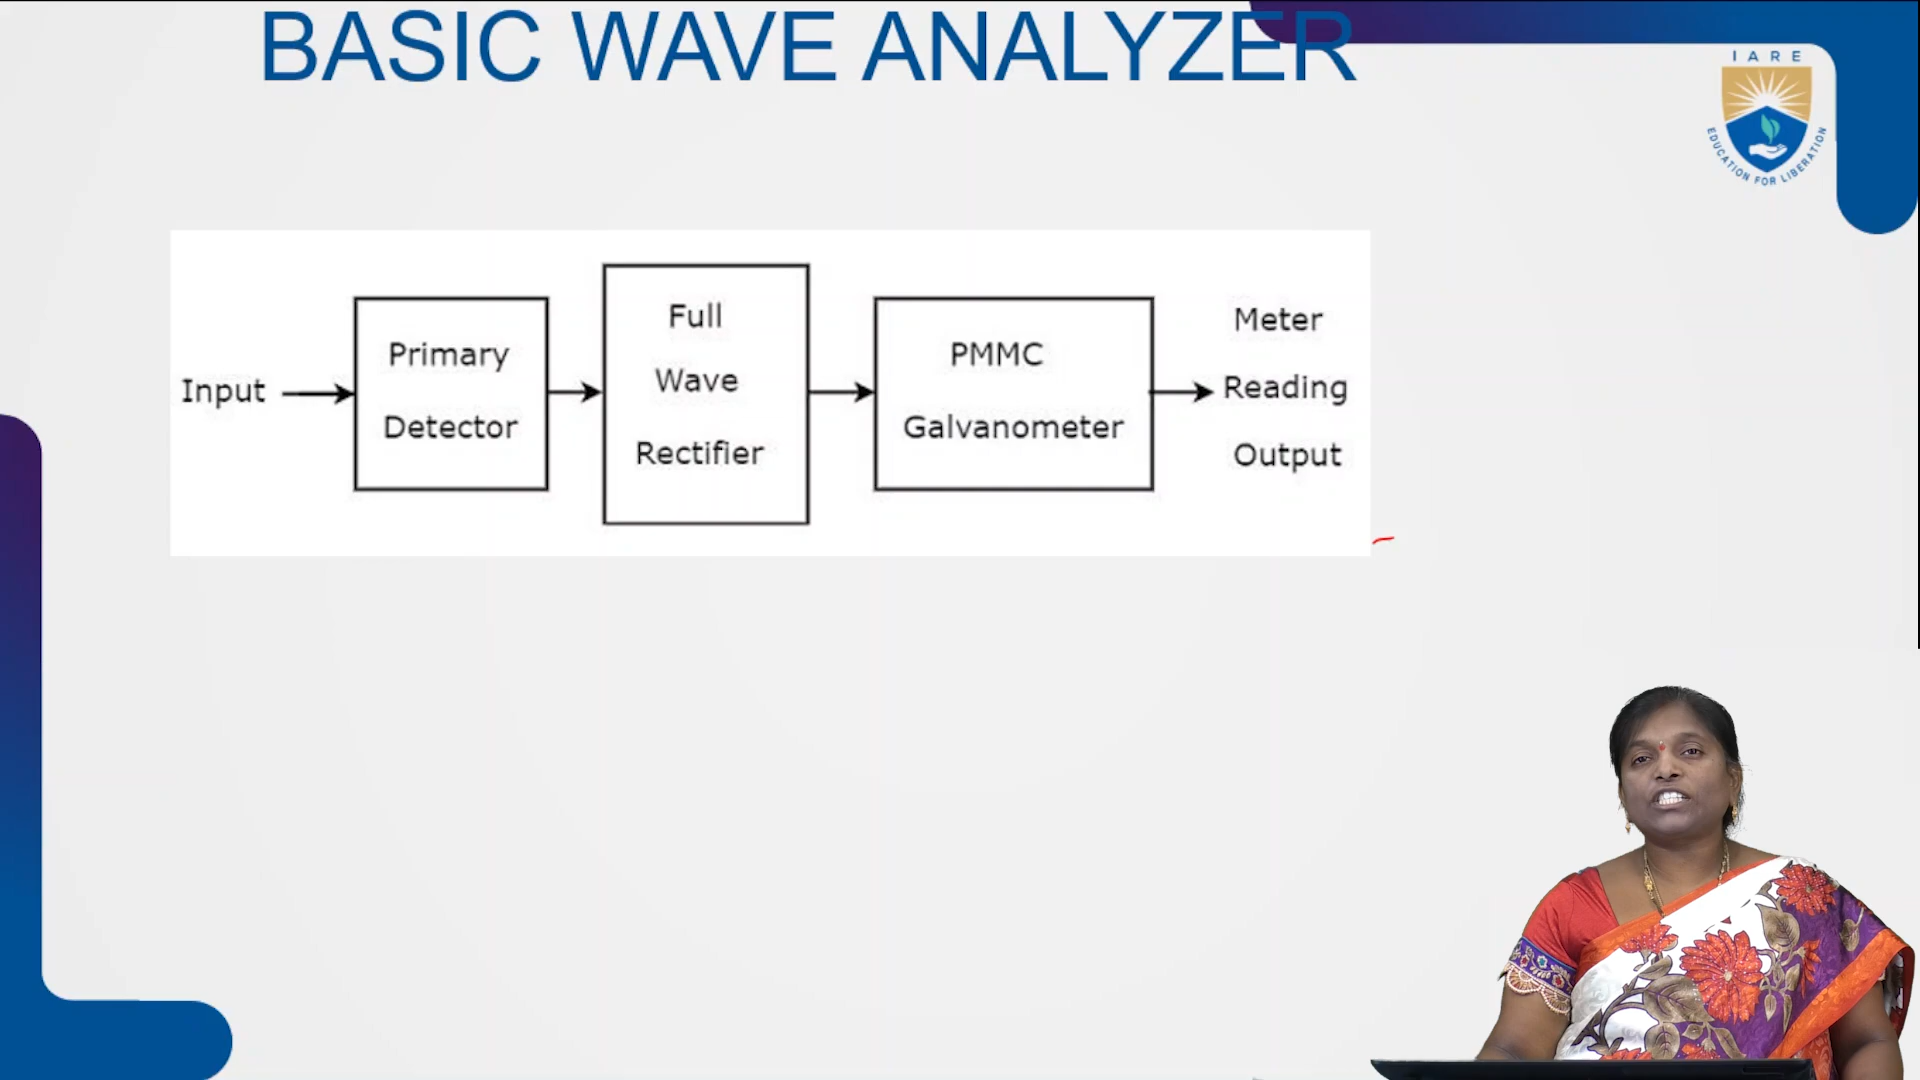 BASIC WAVE ANALYZER
IARE
EDUCATION FOR LIBERATION
Input
Primary
Detector
Full
Wave
Rectifier
PMMC
Galvanometer
Meter
Reading
Output